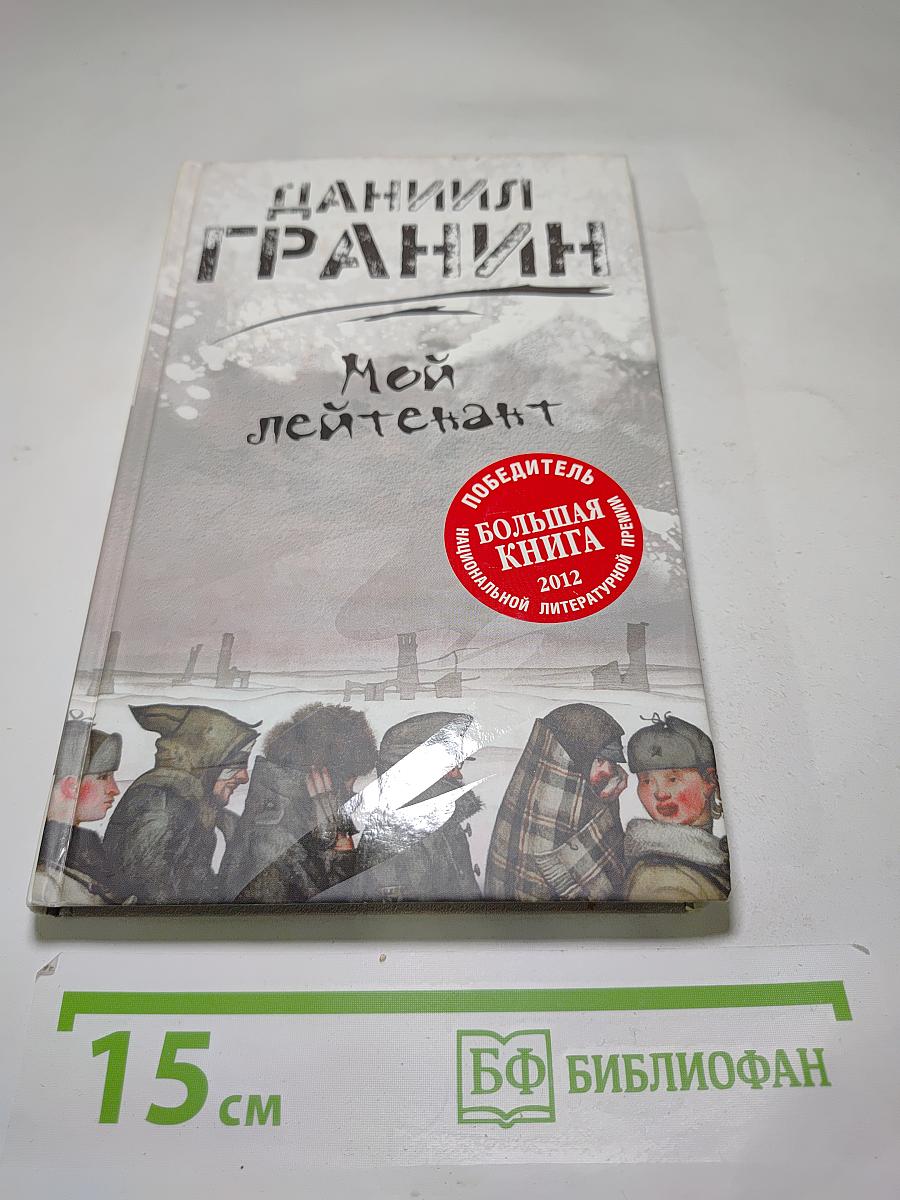 ДАНИИЛ
ГРАНИН
Мой
лейтенант
ПОБЕДИТЕЛЬ
БОЛЬШАЯ
КНИГА
2012
НАЦИОНАЛЬНОЙ ЛИТЕРАТУРНОЙ ПРЕМИИ
15 см
БФ БИБЛИОФАН